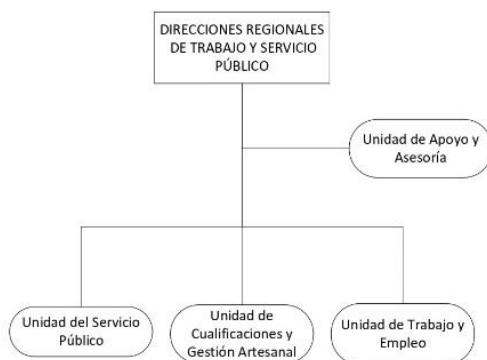 DIRECCIONES REGIONALES
DE TRABAJO Y SERVICIO
PÚBLICO
Unidad de Apoyo y
Asesoría
Unidad del Servicio
Público
Unidad de
Cualificaciones y
Gestión Artesanal
Unidad de Trabajo y
Empleo